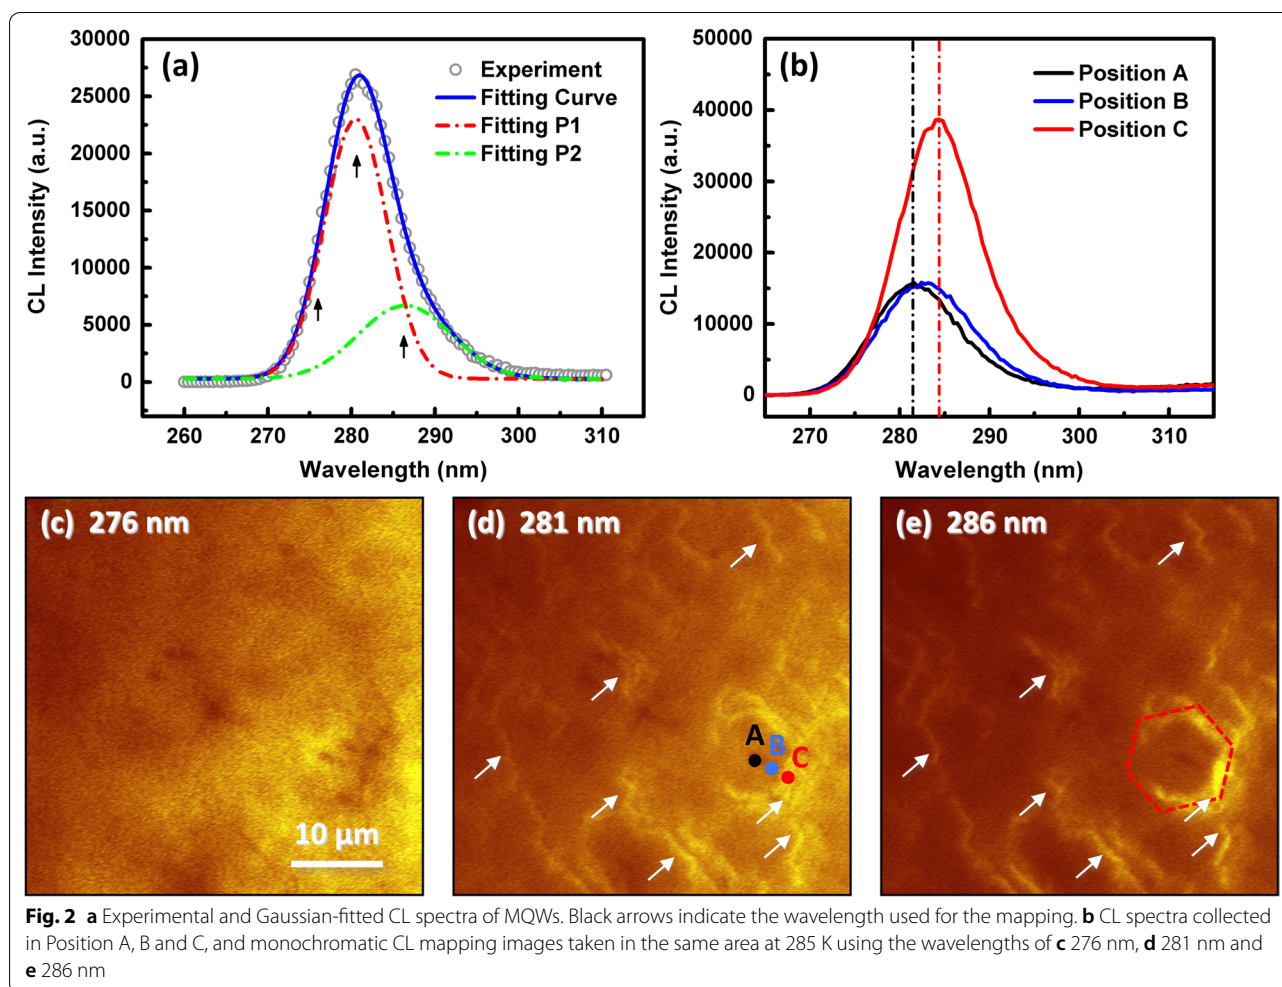 (a)
30000
25000
20000
15000
10000
5000
0
CL Intensity (a.u.)
Experiment
Fitting Curve
Fitting P1
Fitting P2
260 270 280 290 300 310
Wavelength (nm)
(b)
50000
40000
30000
20000
10000
0
CL Intensity (a.u.)
Position A
Position B
Position C
270 280 290 300 310
Wavelength (nm)
(c) 276 nm
10 μm
(d) 281 nm
A
B
C
(e) 286 nm
Fig. 2 a Experimental and Gaussian-fitted CL spectra of MQWs. Black arrows indicate the wavelength used for the mapping. b CL spectra collected
in Position A, B and C, and monochromatic CL mapping images taken in the same area at 285 K using the wavelengths of c 276 nm, d 281 nm and
e 286 nm